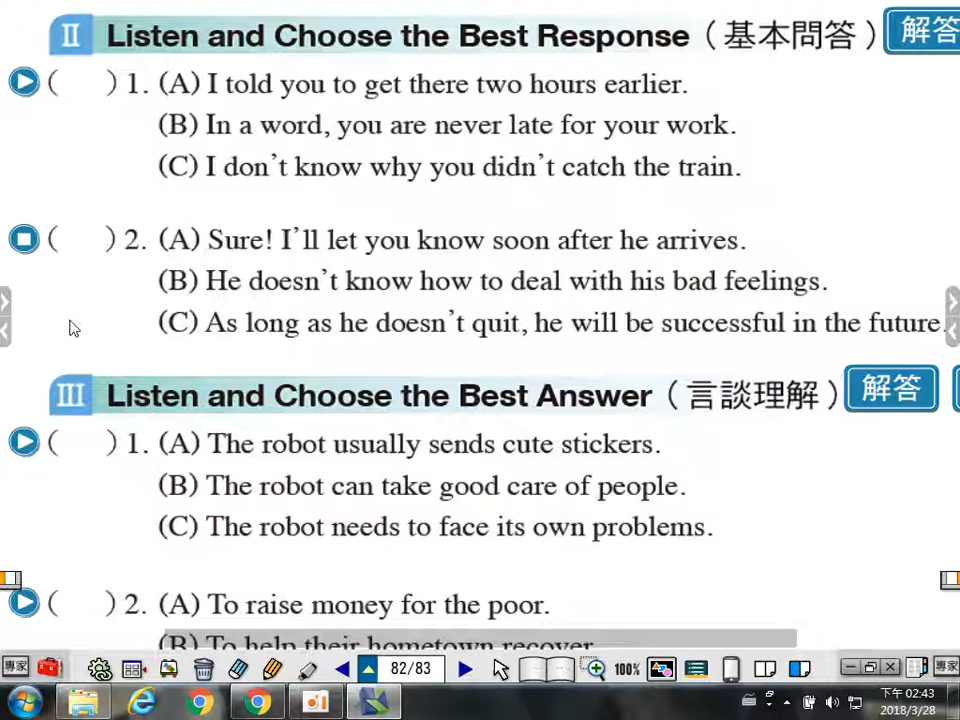 II Listen and Choose the Best Response（基本問答） 解答
( ) 1. (A) I told you to get there two hours earlier.
(B) In a word, you are never late for your work.
(C) I don't know why you didn't catch the train.
( ) 2. (A) Sure! I'll let you know soon after he arrives.
(B) He doesn't know how to deal with his bad feelings.
(C) As long as he doesn't quit, he will be successful in the future.
III Listen and Choose the Best Answer（言談理解） 解答
( ) 1. (A) The robot usually sends cute stickers.
(B) The robot can take good care of people.
(C) The robot needs to face its own problems.
( ) 2. (A) To raise money for the poor.
(B) To help their hometown recover.
專家 82/83 100% 專家
下午 02:43
2018/3/28